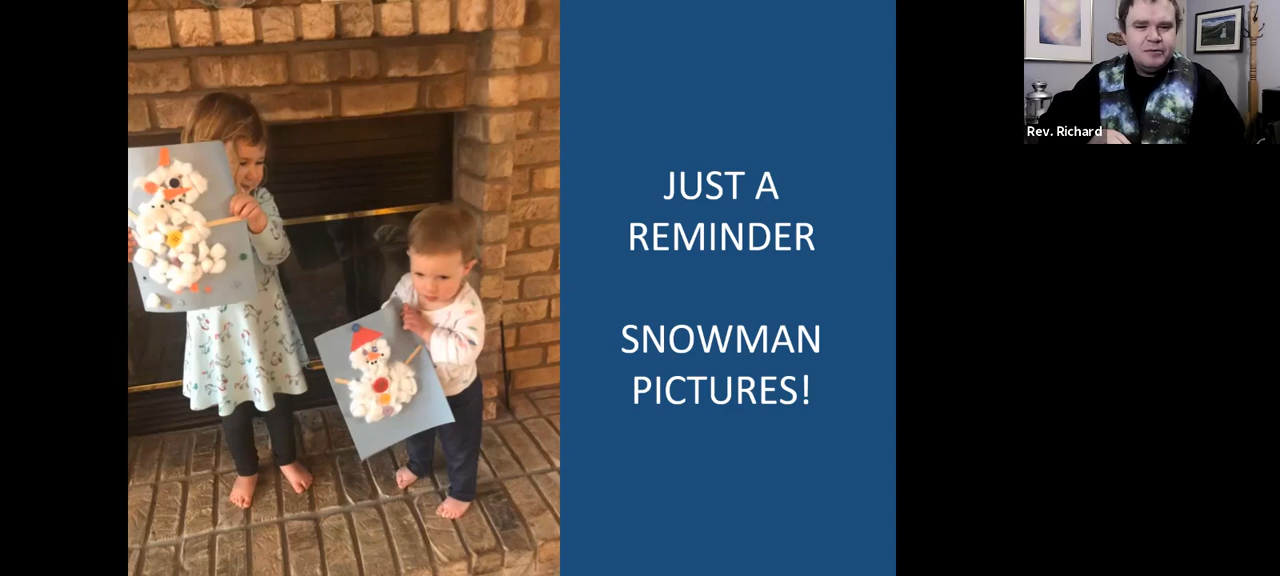 JUST A
REMINDER
SNOWMAN
PICTURES!
Rev. Richard